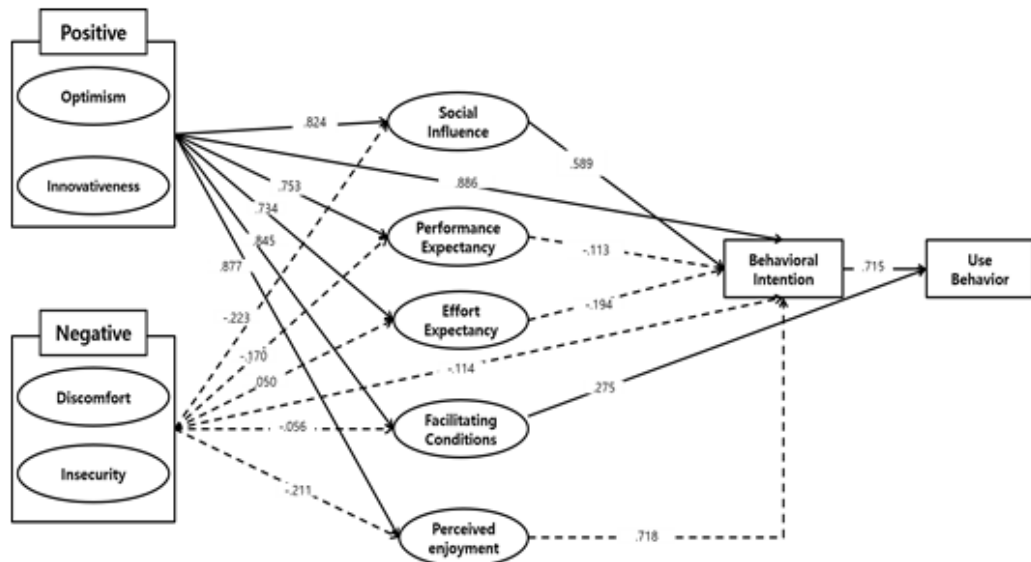 Positive
Optimism
Innovativeness
Negative
Discomfort
Insecurity
.824
.753
.734
.845
.877
-.223
-.170
.050
-.056
-.211
Social
Influence
Performance
Expectancy
Effort
Expectancy
Facilitating
Conditions
Perceived
enjoyment
.589
.886
-.113
-.194
-.114
.275
.718
Behavioral
Intention
.715
Use
Behavior